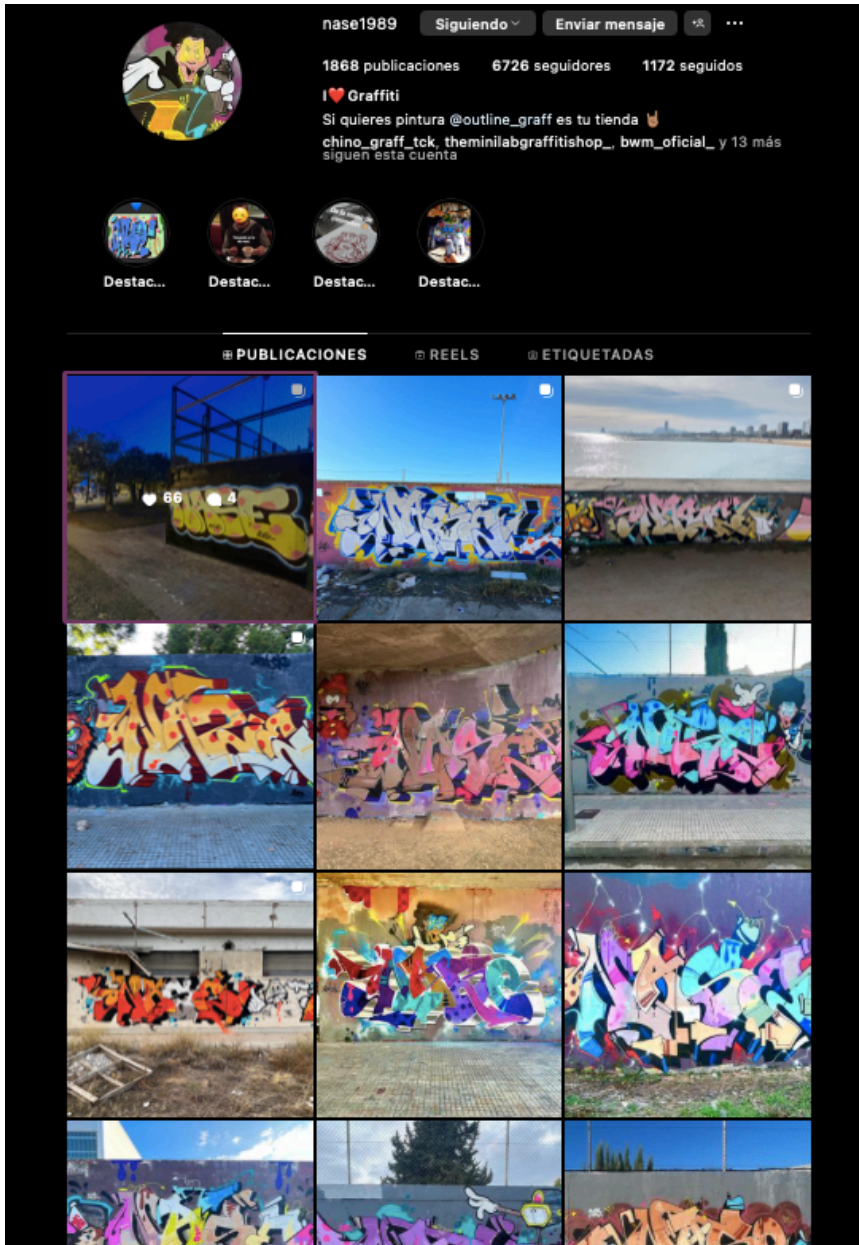 nase1989 Siguiendo Enviar mensaje
1868 publicaciones 6726 seguidores 1172 seguidos
I❤️Graffiti
Si quieres pintura @outline_graff es tu tienda 🤘🏽
chino_graff_tck, theminilabgraffitishop_, bwm_oficial_ y 13 más
siguen esta cuenta
Destac... Destac... Destac... Destac...
PUBLICACIONES REELS ETIQUETADAS
66 4
NASE